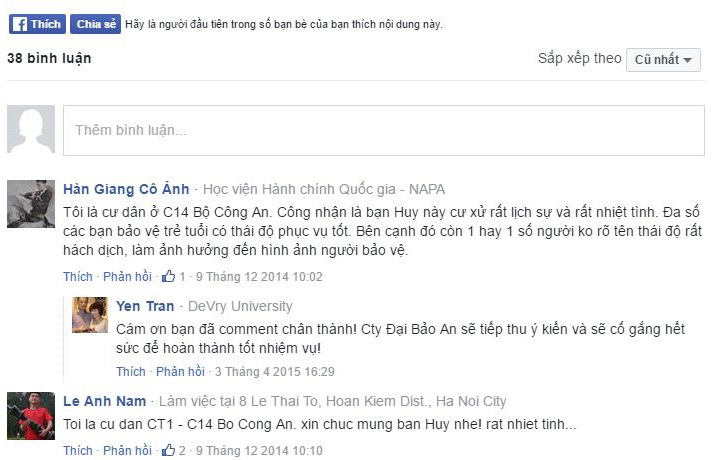 Thích Chia sẻ Hãy là người đầu tiên trong số bạn bè của bạn thích nội dung này.
38 bình luận Sắp xếp theo Cũ nhất
Thêm bình luận...
Hàn Giang Cô Ảnh · Học viện Hành chính Quốc gia - NAPA
Tôi là cư dân ở C14 Bộ Công An. Công nhận là bạn Huy này cư xử rất lịch sự và rất nhiệt tình. Đa số
các bạn bảo vệ trẻ tuổi có thái độ phục vụ tốt. Bên cạnh đó còn 1 hay 1 số người ko rõ tên thái độ rất
hách dịch, làm ảnh hưởng đến hình ảnh người bảo vệ.
Thích · Phản hồi · 1 · 9 Tháng 12 2014 10:02
Yen Tran · DeVry University
Cám ơn bạn đã comment chân thành! Cty Đại Bảo An sẽ tiếp thu ý kiến và sẽ cố gắng hết
sức để hoàn thành tốt nhiệm vụ!
Thích · Phản hồi · 3 Tháng 4 2015 16:29
Le Anh Nam · Làm việc tại 8 Le Thai To, Hoan Kiem Dist., Ha Noi City
Toi la cu dan CT1 - C14 Bo Cong An. xin chuc mung ban Huy nhe! rat nhiet tinh...
Thích · Phản hồi · 2 · 9 Tháng 12 2014 10:10